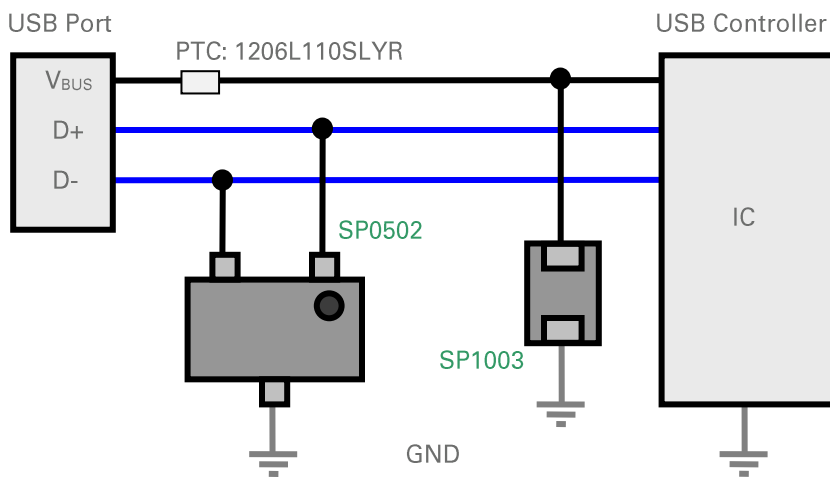 USB Port
USB Controller
PTC: 1206L110SLYR
VBUS
D+
D-
IC
SP0502
SP1003
GND